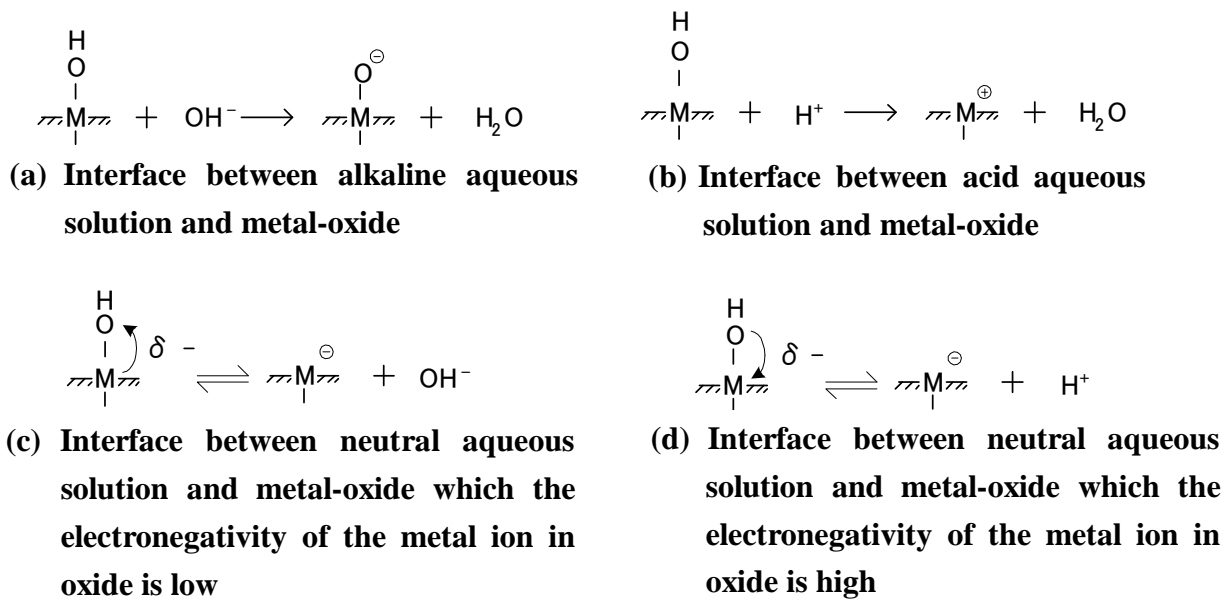 H
O
M + OH⁻ ⟶ O⊖ M + H₂O
(a) Interface between alkaline aqueous
solution and metal-oxide
H
O
M + H⁺ ⟶ M⊕ + H₂O
(b) Interface between acid aqueous
solution and metal-oxide
H
O δ −
M ⇌ M⊖ + OH⁻
(c) Interface between neutral aqueous
solution and metal-oxide which the
electronegativity of the metal ion in
oxide is low
H
O δ −
M ⇌ M⊖ + H⁺
(d) Interface between neutral aqueous
solution and metal-oxide which the
electronegativity of the metal ion in
oxide is high